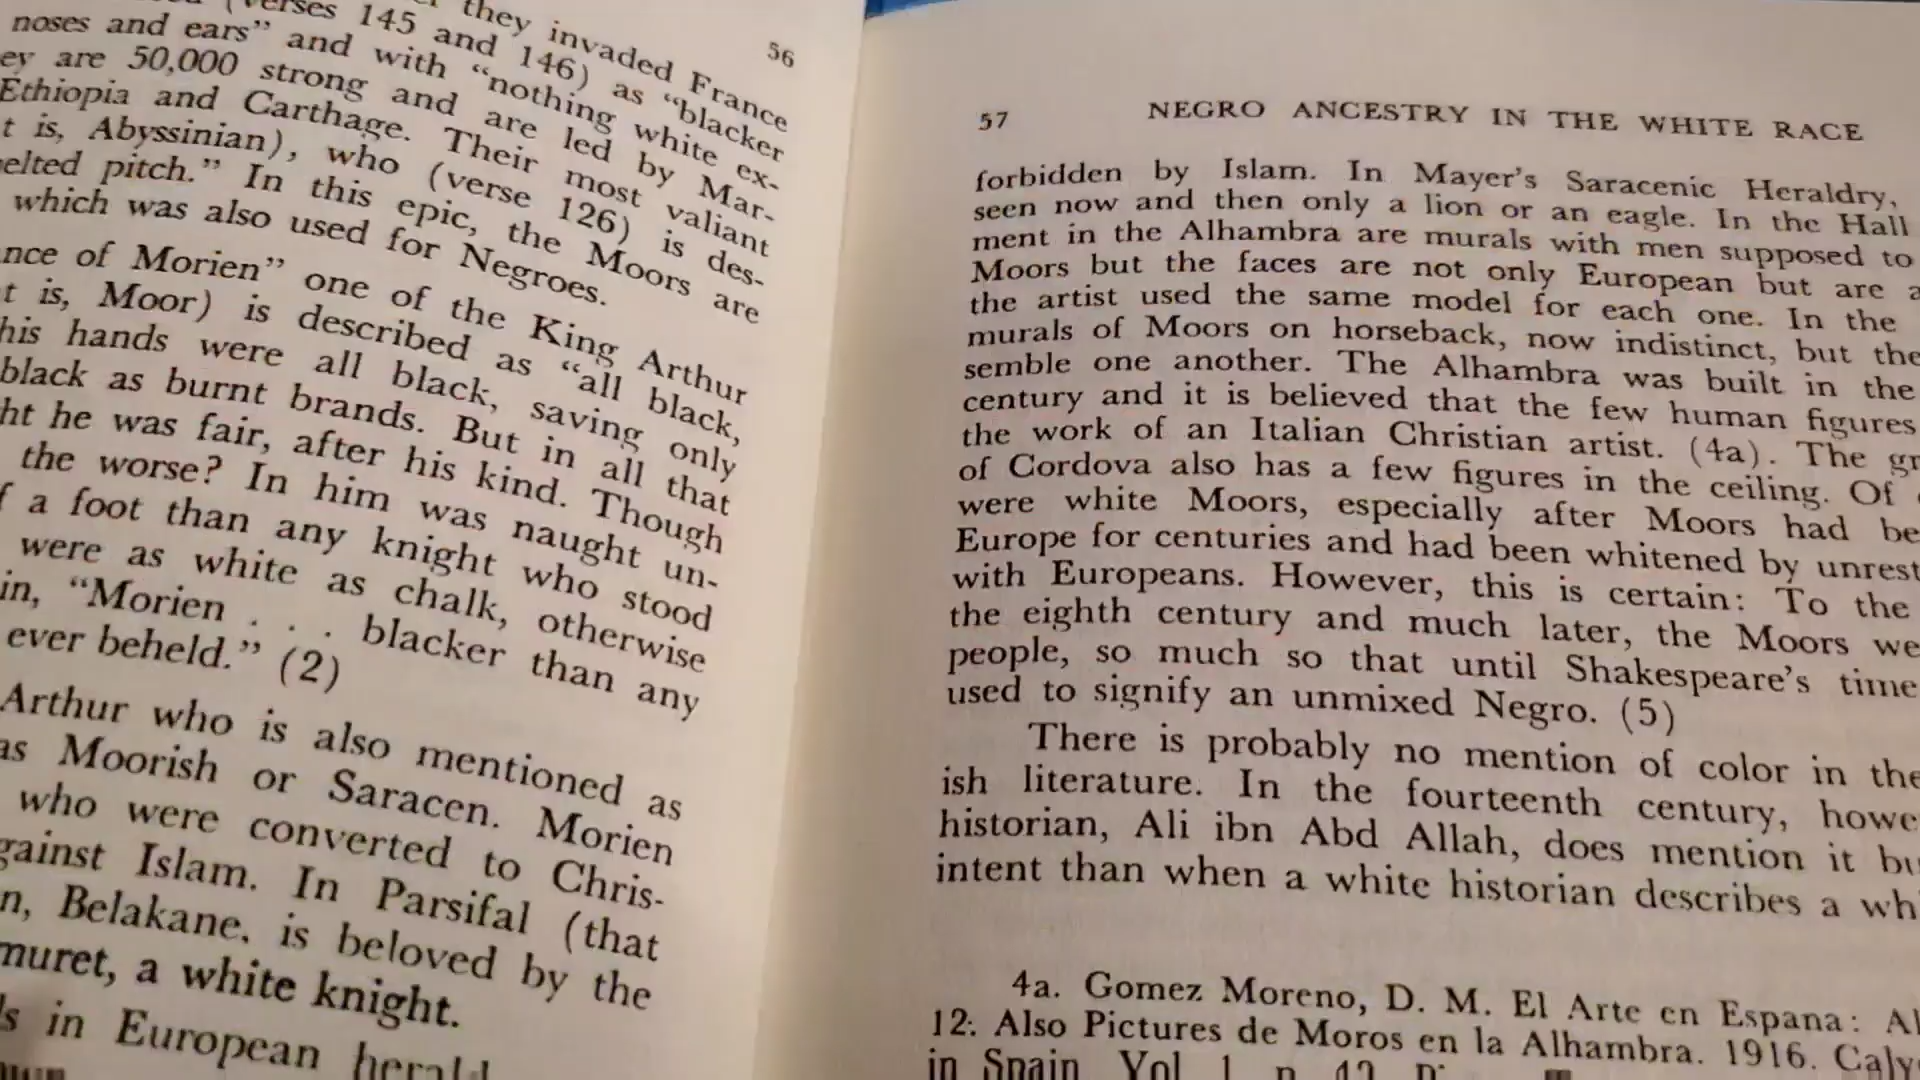 they invaded France
(verses 145 and 146) as "blacker
56
noses and ears" and with "nothing white ex-
ey are 50,000 strong and are led by Mar-
Ethiopia and Carthage. Their most valiant
t is, Abyssinian), who (verse 126) is des-
elted pitch." In this epic, the Moors are
which was also used for Negroes.
nce of Morien" one of the King Arthur
t is, Moor) is described as "all black,
his hands were all black, saving only
black as burnt brands. But in all that
ht he was fair, after his kind. Though
the worse? In him was naught un-
f a foot than any knight who stood
were as white as chalk, otherwise
in, "Morien . . . blacker than any
ever beheld." (2)
Arthur who is also mentioned as
as Moorish or Saracen. Morien
who were converted to Chris-
gainst Islam. In Parsifal (that
n, Belakane, is beloved by the
muret, a white knight.
s in European herald
57 NEGRO ANCESTRY IN THE WHITE RACE
forbidden by Islam. In Mayer's Saracenic Heraldry,
seen now and then only a lion or an eagle. In the Hall
ment in the Alhambra are murals with men supposed to
Moors but the faces are not only European but are a
the artist used the same model for each one. In the
murals of Moors on horseback, now indistinct, but the
semble one another. The Alhambra was built in the
century and it is believed that the few human figures
the work of an Italian Christian artist. (4a). The gr
of Cordova also has a few figures in the ceiling. Of
were white Moors, especially after Moors had be
Europe for centuries and had been whitened by unrest
with Europeans. However, this is certain: To the
the eighth century and much later, the Moors we
people, so much so that until Shakespeare's time
used to signify an unmixed Negro. (5)
There is probably no mention of color in the
ish literature. In the fourteenth century, howe
historian, Ali ibn Abd Allah, does mention it bu
intent than when a white historian describes a wh
4a. Gomez Moreno, D. M. El Arte en Espana: Al
12: Also Pictures de Moros en la Alhambra. 1916. Calv
in Spain Vol 1